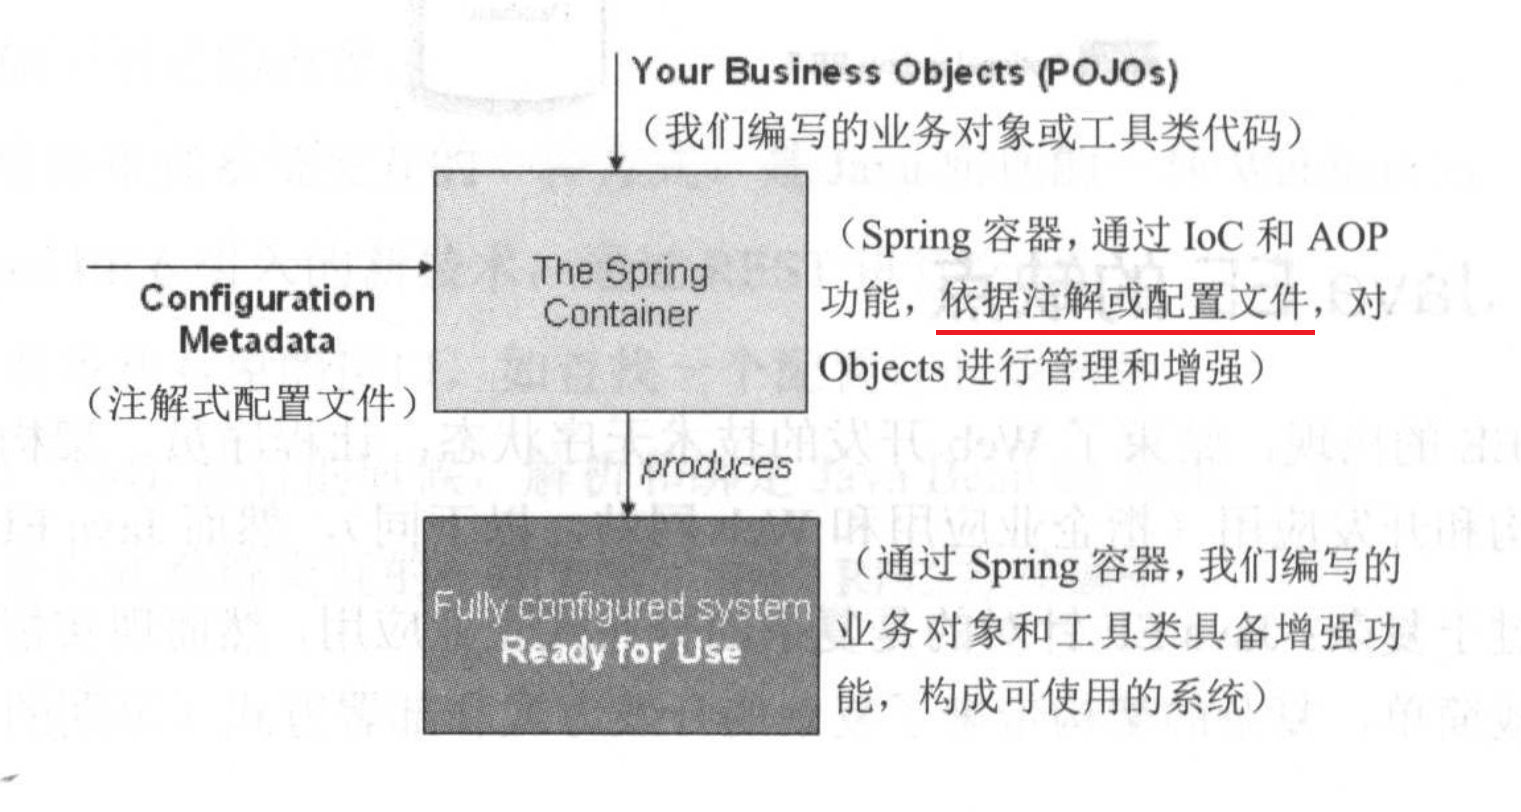 Your Business Objects (POJOs)
（我们编写的业务对象或工具类代码）
The Spring
Container
（Spring 容器，通过 IoC 和 AOP
功能，依据注解或配置文件，对
Objects 进行管理和增强）
Configuration
Metadata
（注解式配置文件）
produces
Fully configured system
Ready for Use
（通过 Spring 容器，我们编写的
业务对象和工具类具备增强功
能，构成可使用的系统）